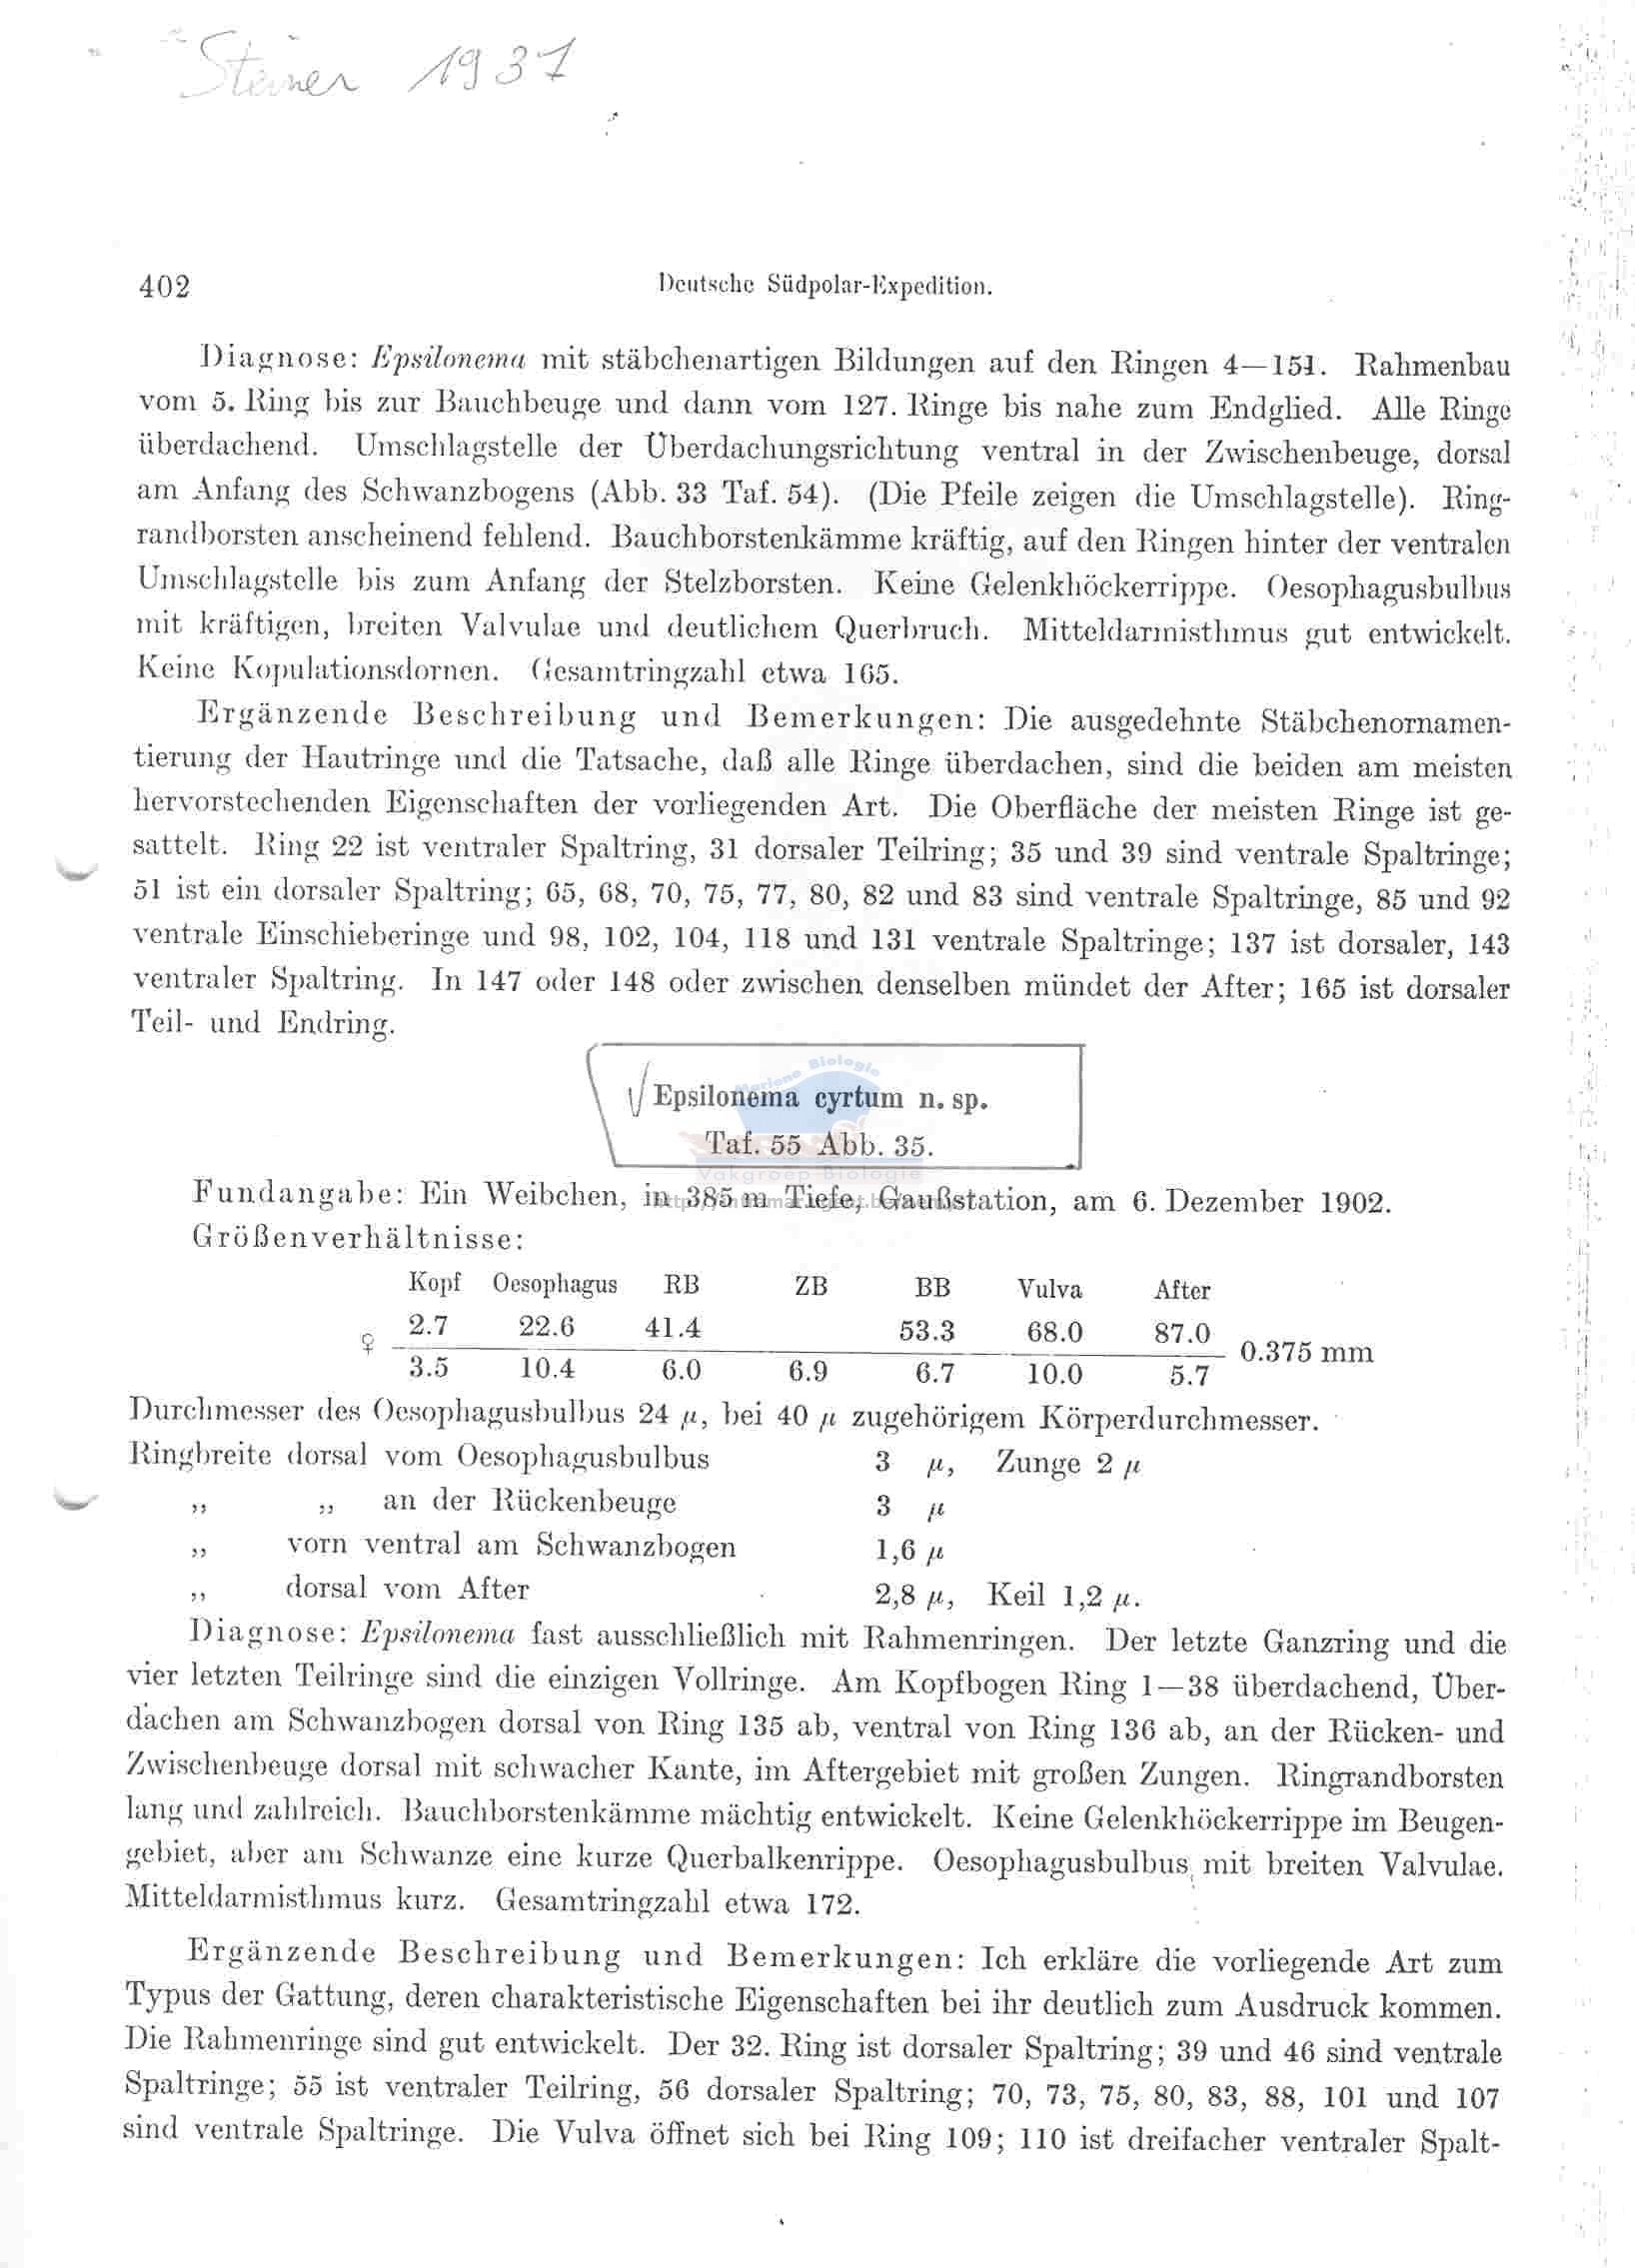 Steiner 1931
402
Deutsche Südpolar-Expedition.
Diagnose: Epsilonema mit stäbchenartigen Bildungen auf den Ringen 4—151. Rahmenbau
vom 5. Ring bis zur Bauchbeuge und dann vom 127. Ringe bis nahe zum Endglied. Alle Ringe
überdachend. Umschlagstelle der Überdachungsrichtung ventral in der Zwischenbeuge, dorsal
am Anfang des Schwanzbogens (Abb. 33 Taf. 54). (Die Pfeile zeigen die Umschlagstelle). Ring-
randborsten anscheinend fehlend. Bauchborstenkämme kräftig, auf den Ringen hinter der ventralen
Umschlagstelle bis zum Anfang der Stelzborsten. Keine Gelenkhöckerrippe. Oesophagusbulbus
mit kräftigen, breiten Valvulae und deutlichem Querbruch. Mitteldarmisthmus gut entwickelt.
Keine Kopulationsdornen. Gesamtringzahl etwa 165.
Ergänzende Beschreibung und Bemerkungen: Die ausgedehnte Stäbchenornamen-
tierung der Hautringe und die Tatsache, daß alle Ringe überdachen, sind die beiden am meisten
hervorstechenden Eigenschaften der vorliegenden Art. Die Oberfläche der meisten Ringe ist ge-
sattelt. Ring 22 ist ventraler Spaltring, 31 dorsaler Teilring; 35 und 39 sind ventrale Spaltringe;
51 ist ein dorsaler Spaltring; 65, 68, 70, 75, 77, 80, 82 und 83 sind ventrale Spaltringe, 85 und 92
ventrale Einschieberinge und 98, 102, 104, 118 und 131 ventrale Spaltringe; 137 ist dorsaler, 143
ventraler Spaltring. In 147 oder 148 oder zwischen denselben mündet der After; 165 ist dorsaler
Teil- und Endring.
Mariene Biologie
√ Epsilonema cyrtum n. sp.
Taf. 55 Abb. 35.
Vakgroep Biologie
Fundangabe: Ein Weibchen, in 385 m Tiefe, Gaußstation, am 6. Dezember 1902.
Größenverhältnisse:
Kopf Oesophagus RB ZB BB Vulva After
2.7 22.6 41.4 53.3 68.0 87.0
♀ 0.375 mm
3.5 10.4 6.0 6.9 6.7 10.0 5.7
Durchmesser des Oesophagusbulbus 24 μ, bei 40 μ zugehörigem Körperdurchmesser.
Ringbreite dorsal vom Oesophagusbulbus 3 μ, Zunge 2 μ
„ „ an der Rückenbeuge 3 μ
„ vorn ventral am Schwanzbogen 1,6 μ
„ dorsal vom After 2,8 μ, Keil 1,2 μ.
Diagnose: Epsilonema fast ausschließlich mit Rahmenringen. Der letzte Ganzring und die
vier letzten Teilringe sind die einzigen Vollringe. Am Kopfbogen Ring 1—38 überdachend, Über-
dachen am Schwanzbogen dorsal von Ring 135 ab, ventral von Ring 136 ab, an der Rücken- und
Zwischenbeuge dorsal mit schwacher Kante, im Aftergebiet mit großen Zungen. Ringrandborsten
lang und zahlreich. Bauchborstenkämme mächtig entwickelt. Keine Gelenkhöckerrippe im Beugen-
gebiet, aber am Schwanze eine kurze Querbalkenrippe. Oesophagusbulbus mit breiten Valvulae.
Mitteldarmisthmus kurz. Gesamtringzahl etwa 172.
Ergänzende Beschreibung und Bemerkungen: Ich erkläre die vorliegende Art zum
Typus der Gattung, deren charakteristische Eigenschaften bei ihr deutlich zum Ausdruck kommen.
Die Rahmenringe sind gut entwickelt. Der 32. Ring ist dorsaler Spaltring; 39 und 46 sind ventrale
Spaltringe; 55 ist ventraler Teilring, 56 dorsaler Spaltring; 70, 73, 75, 80, 83, 88, 101 und 107
sind ventrale Spaltringe. Die Vulva öffnet sich bei Ring 109; 110 ist dreifacher ventraler Spalt-